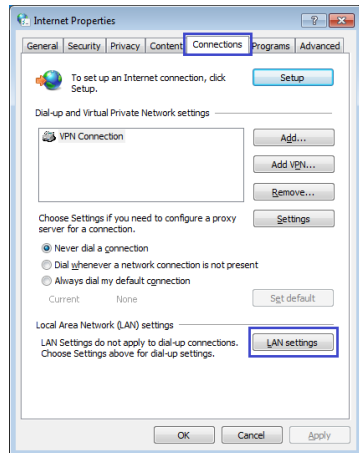 Internet Properties
General Security Privacy Content Connections Programs Advanced
To set up an Internet connection, click
Setup.
Setup
Dial-up and Virtual Private Network settings
VPN Connection
Add...
Add VPN...
Remove...
Choose Settings if you need to configure a proxy
server for a connection.
Settings
Never dial a connection
Dial whenever a network connection is not present
Always dial my default connection
Current None
Set default
Local Area Network (LAN) settings
LAN Settings do not apply to dial-up connections.
Choose Settings above for dial-up settings.
LAN settings
OK Cancel Apply